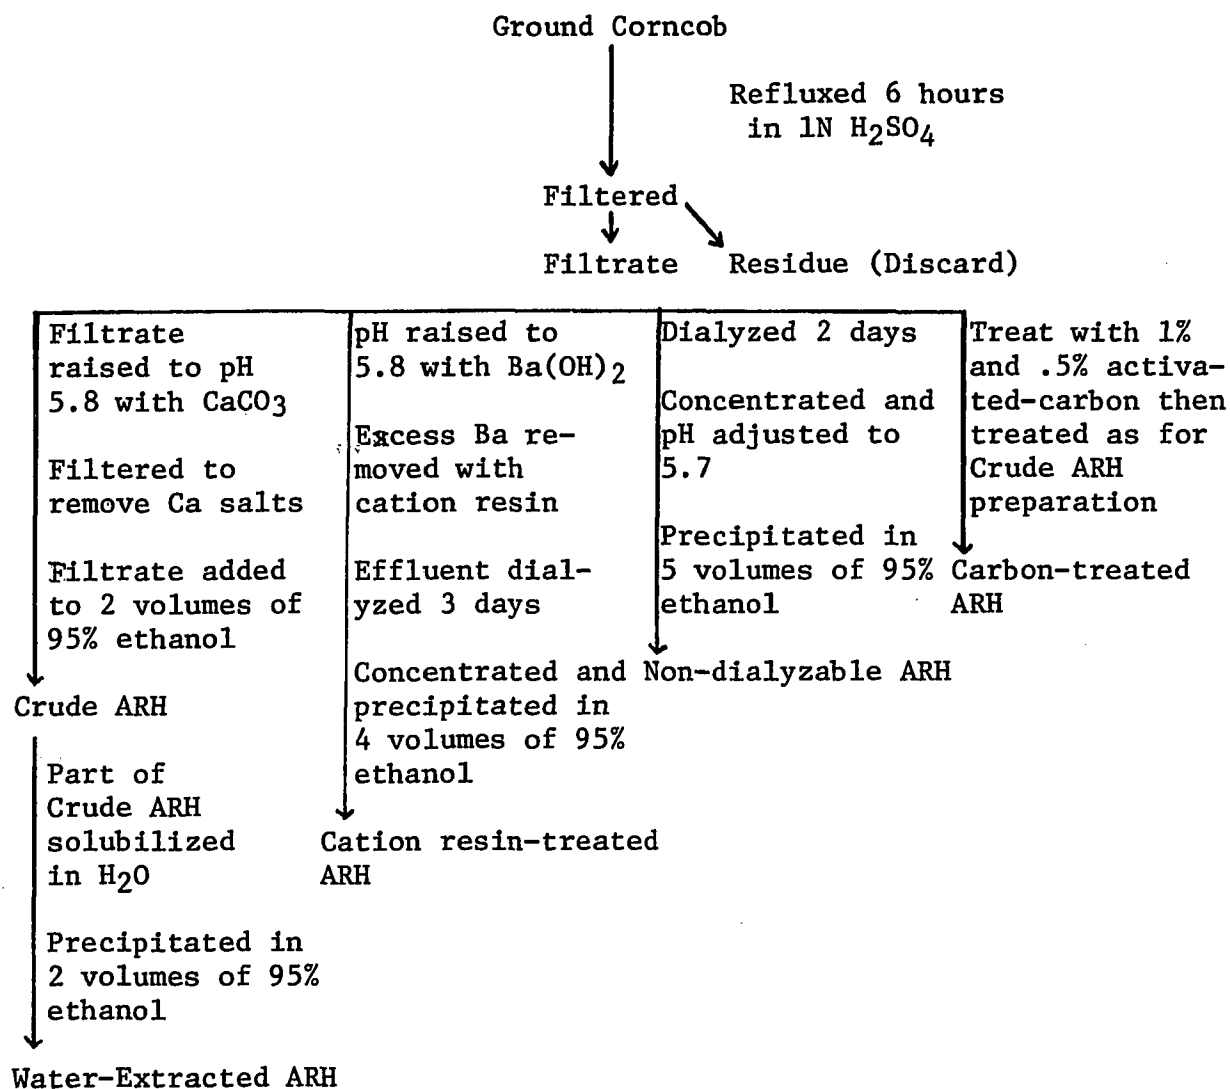 Ground Corncob
Refluxed 6 hours
in 1N H₂SO₄
Filtered
Filtrate
Residue (Discard)
Filtrate
raised to pH
5.8 with CaCO₃
Filtered to
remove Ca salts
Filtrate added
to 2 volumes of
95% ethanol
Crude ARH
Part of
Crude ARH
solubilized
in H₂O
Precipitated in
2 volumes of 95%
ethanol
Water-Extracted ARH
pH raised to
5.8 with Ba(OH)₂
Excess Ba re-
moved with
cation resin
Effluent dial-
yzed 3 days
Concentrated and
precipitated in
4 volumes of 95%
ethanol
Cation resin-treated
ARH
Dialyzed 2 days
Concentrated and
pH adjusted to
5.7
Precipitated in
5 volumes of 95%
ethanol
Non-dialyzable ARH
Treat with 1%
and .5% activa-
ted-carbon then
treated as for
Crude ARH
preparation
Carbon-treated
ARH